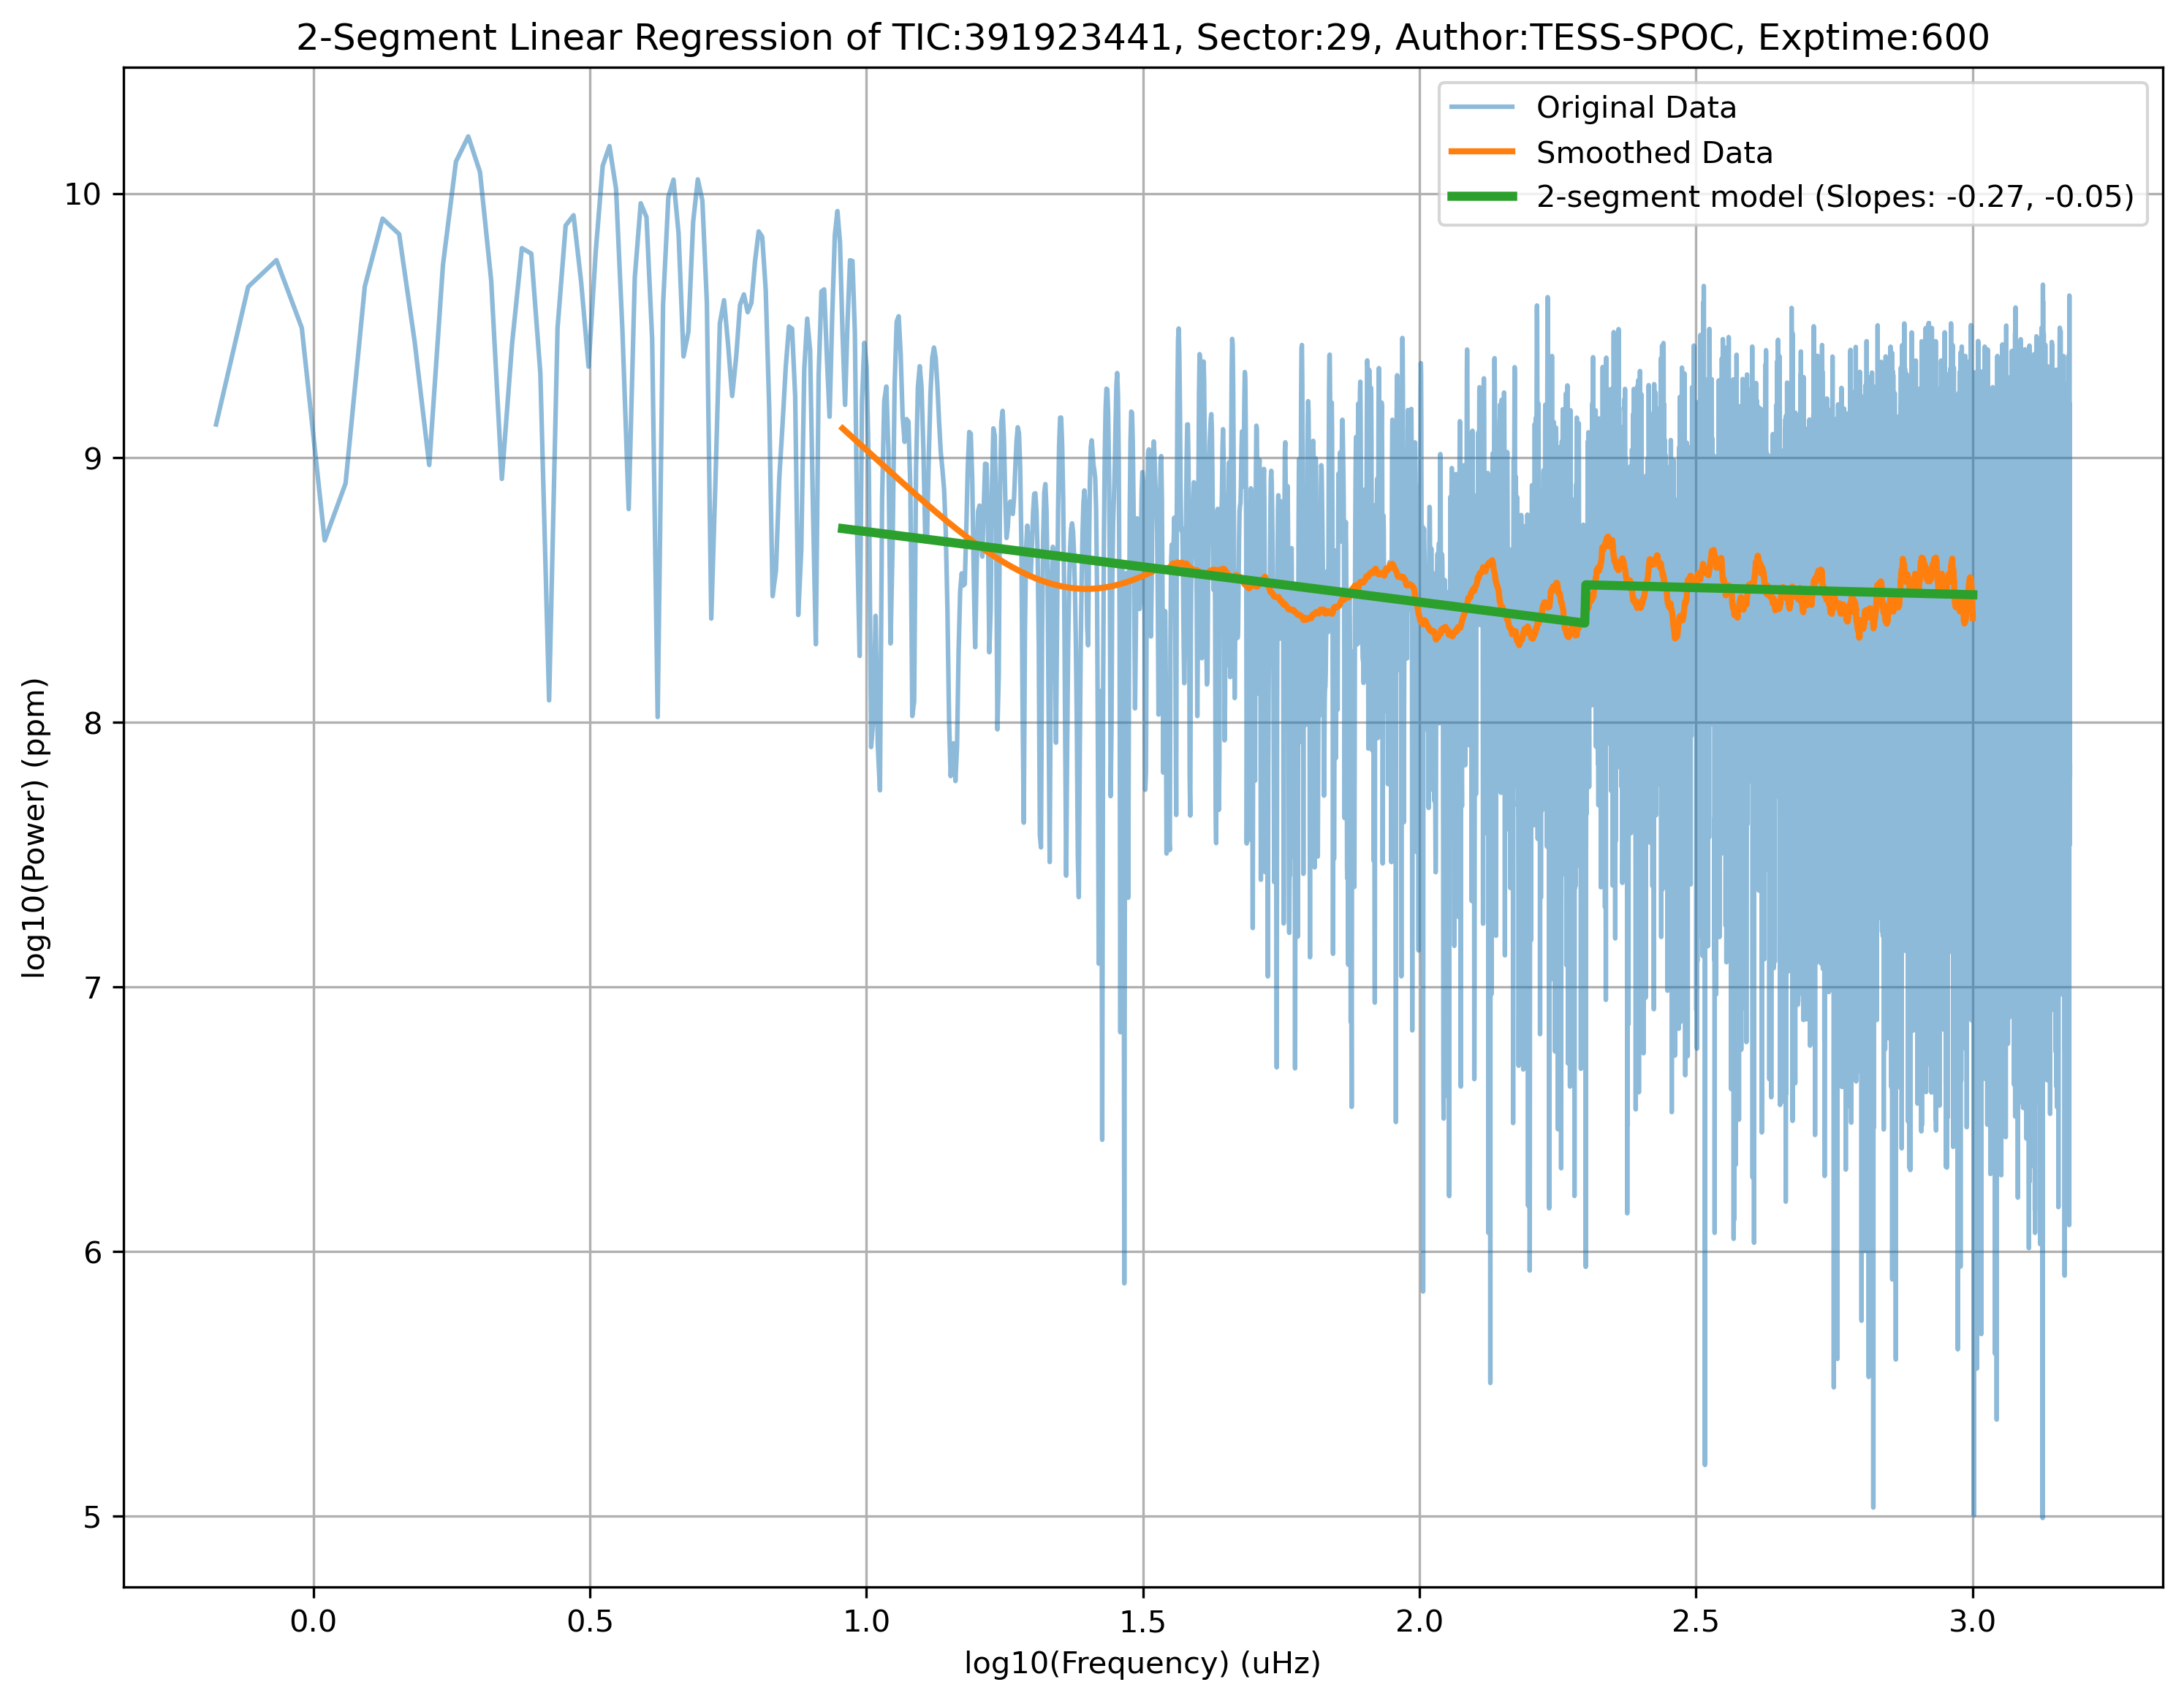 2-Segment Linear Regression of TIC:391923441, Sector:29, Author:TESS-SPOC, Exptime:600
Original Data
Smoothed Data
2-segment model (Slopes: -0.27, -0.05)
log10(Power) (ppm)
10
9
8
7
6
5
0.0 0.5 1.0 1.5 2.0 2.5 3.0
log10(Frequency) (uHz)